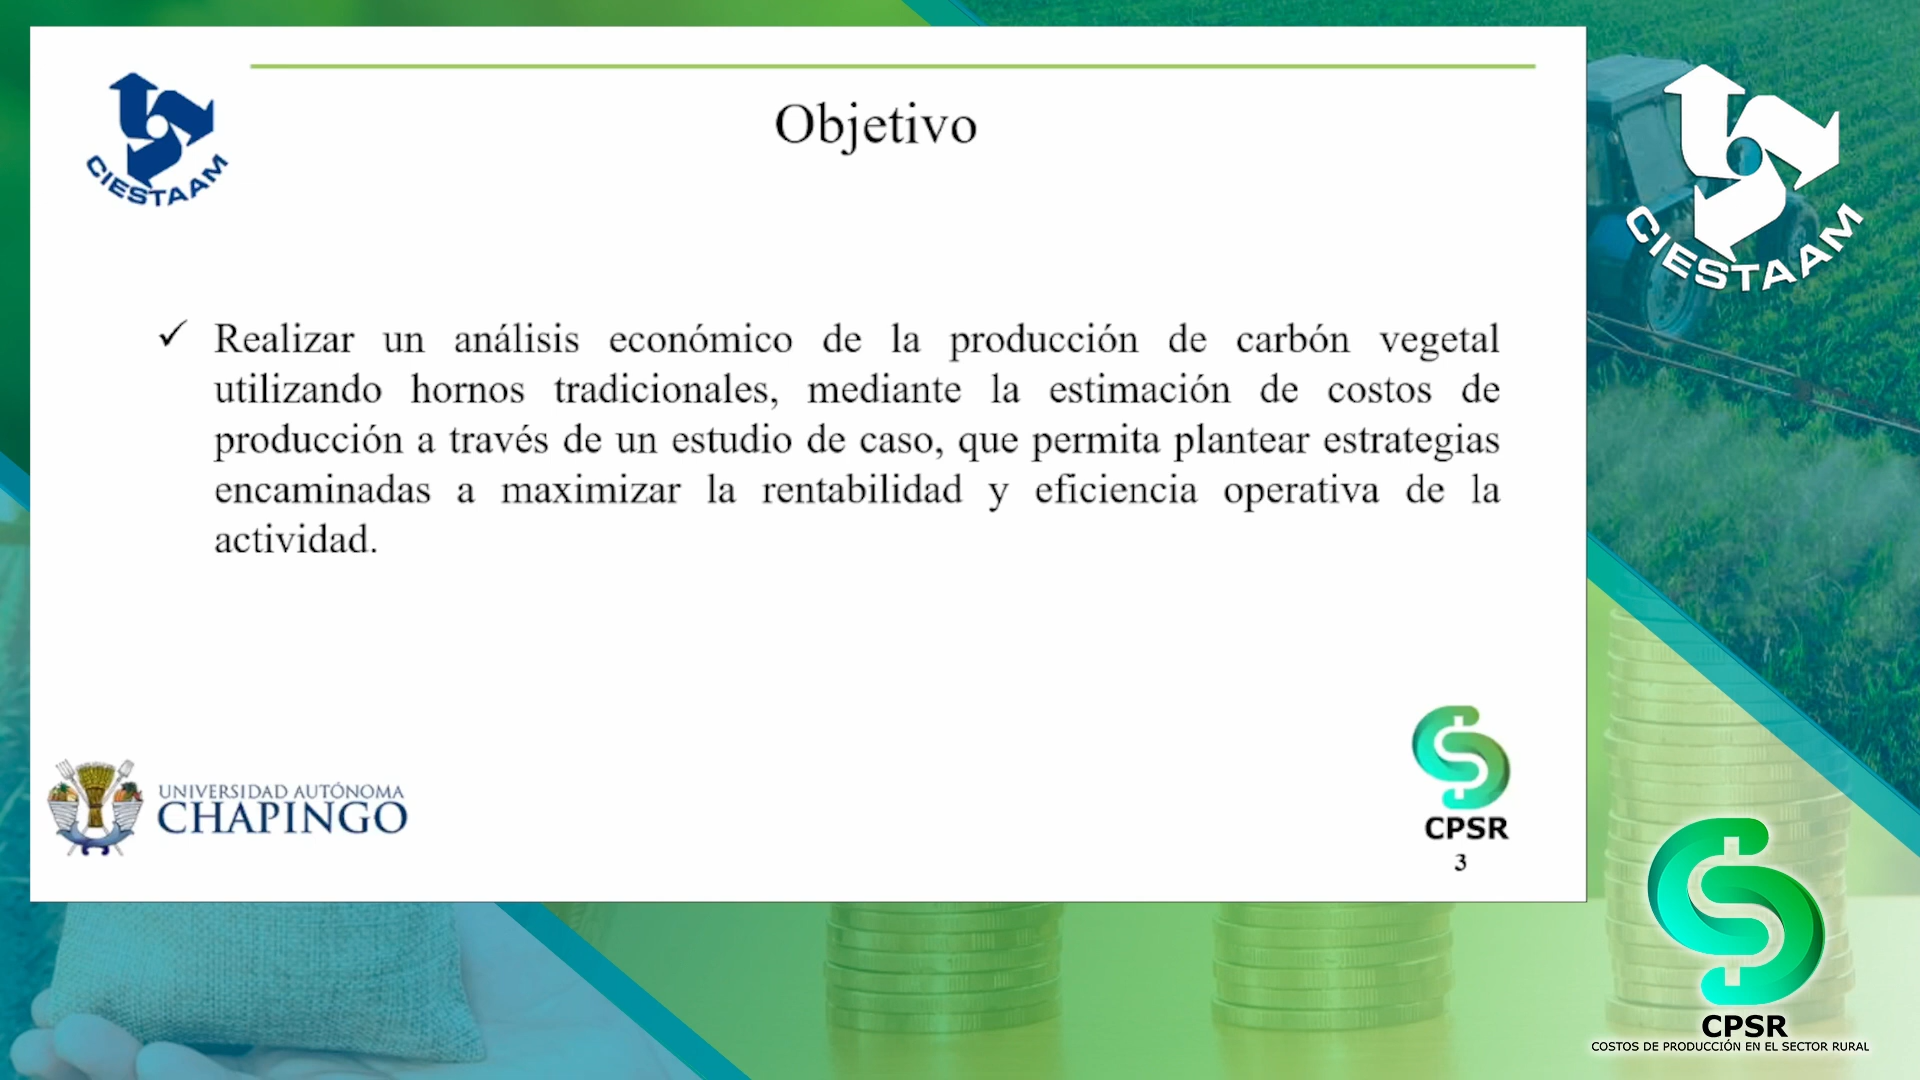 Objetivo
CIESTAAM
CIESTAAM
✓ Realizar un análisis económico de la producción de carbón vegetal
utilizando hornos tradicionales, mediante la estimación de costos de
producción a través de un estudio de caso, que permita plantear estrategias
encaminadas a maximizar la rentabilidad y eficiencia operativa de la
actividad.
UNIVERSIDAD AUTÓNOMA
CHAPINGO
CPSR
3
CPSR
COSTOS DE PRODUCCIÓN EN EL SECTOR RURAL